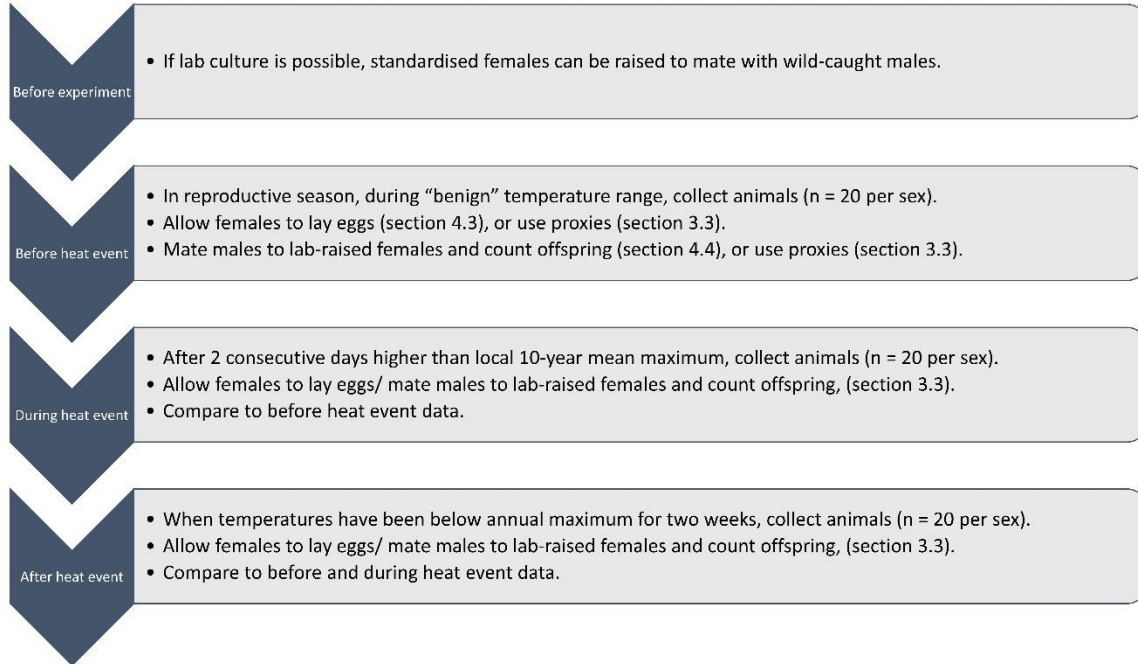 Before experiment
• If lab culture is possible, standardised females can be raised to mate with wild-caught males.
Before heat event
• In reproductive season, during “benign” temperature range, collect animals (n = 20 per sex).
• Allow females to lay eggs (section 4.3), or use proxies (section 3.3).
• Mate males to lab-raised females and count offspring (section 4.4), or use proxies (section 3.3).
During heat event
• After 2 consecutive days higher than local 10-year mean maximum, collect animals (n = 20 per sex).
• Allow females to lay eggs/ mate males to lab-raised females and count offspring, (section 3.3).
• Compare to before heat event data.
After heat event
• When temperatures have been below annual maximum for two weeks, collect animals (n = 20 per sex).
• Allow females to lay eggs/ mate males to lab-raised females and count offspring, (section 3.3).
• Compare to before and during heat event data.